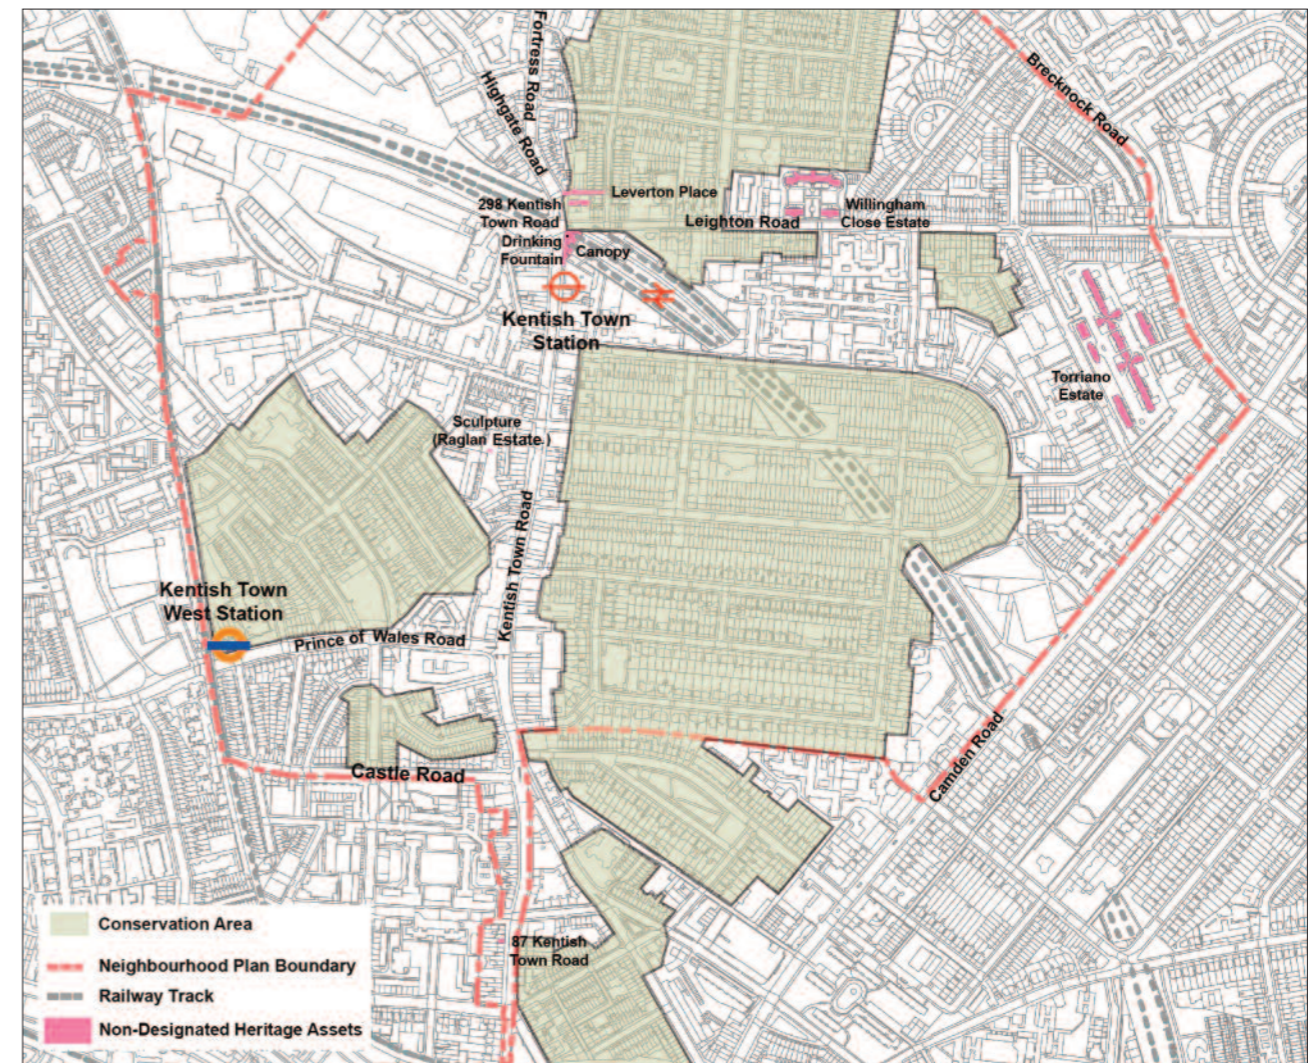 Fortress Road
Highgate Road
Brecknock Road
Leverton Place
298 Kentish
Town Road
Leighton Road
Willingham
Close Estate
Drinking
Fountain
Canopy
Kentish Town
Station
Torriano
Estate
Sculpture
(Raglan Estate.)
Kentish Town Road
Kentish Town
West Station
Prince of Wales Road
Castle Road
Camden Road
87 Kentish
Town Road
Conservation Area
Neighbourhood Plan Boundary
Railway Track
Non-Designated Heritage Assets